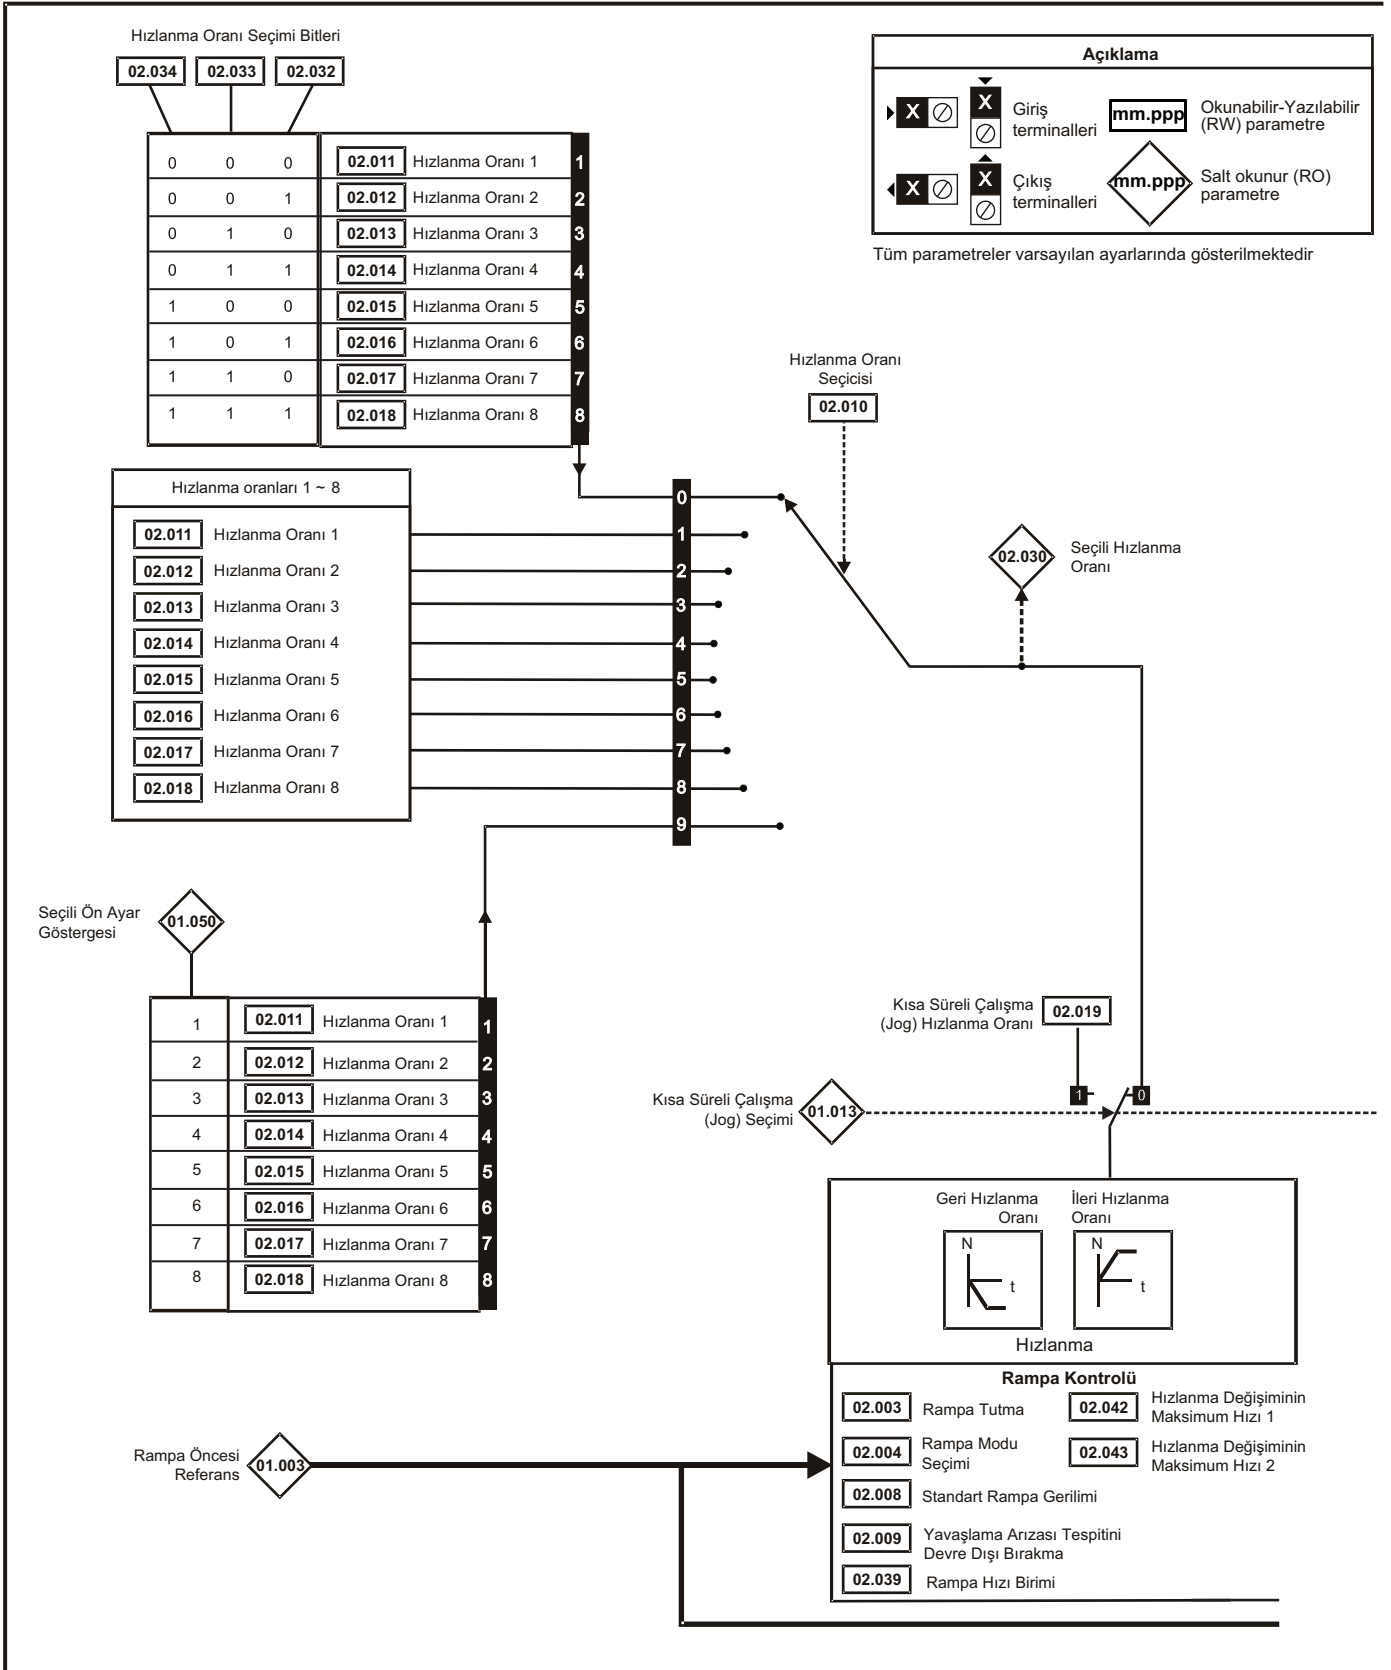 Hızlanma Oranı Seçimi Bitleri
02.034 02.033 02.032
0 0 0 02.011 Hızlanma Oranı 1 1
0 0 1 02.012 Hızlanma Oranı 2 2
0 1 0 02.013 Hızlanma Oranı 3 3
0 1 1 02.014 Hızlanma Oranı 4 4
1 0 0 02.015 Hızlanma Oranı 5 5
1 0 1 02.016 Hızlanma Oranı 6 6
1 1 0 02.017 Hızlanma Oranı 7 7
1 1 1 02.018 Hızlanma Oranı 8 8
Açıklama
X X
Giriş
terminalleri
mm.ppp
Okunabilir-Yazılabilir
(RW) parametre
X X
Çıkış
terminalleri
mm.ppp
Salt okunur (RO)
parametre
Tüm parametreler varsayılan ayarlarında gösterilmektedir
Hızlanma Oranı
Seçicisi
02.010
Hızlanma oranları 1 ~ 8
02.011 Hızlanma Oranı 1
02.012 Hızlanma Oranı 2
02.013 Hızlanma Oranı 3
02.014 Hızlanma Oranı 4
02.015 Hızlanma Oranı 5
02.016 Hızlanma Oranı 6
02.017 Hızlanma Oranı 7
02.018 Hızlanma Oranı 8
0
1
2
3
4
5
6
7
8
9
02.030
Seçili Hızlanma
Oranı
Seçili Ön Ayar
Göstergesi
01.050
1 02.011 Hızlanma Oranı 1 1
2 02.012 Hızlanma Oranı 2 2
3 02.013 Hızlanma Oranı 3 3
4 02.014 Hızlanma Oranı 4 4
5 02.015 Hızlanma Oranı 5 5
6 02.016 Hızlanma Oranı 6 6
7 02.017 Hızlanma Oranı 7 7
8 02.018 Hızlanma Oranı 8 8
Kısa Süreli Çalışma
(Jog) Hızlanma Oranı
02.019
1 0
Kısa Süreli Çalışma
(Jog) Seçimi
01.013
Geri Hızlanma
Oranı
İleri Hızlanma
Oranı
N t
N t
Hızlanma
Rampa Kontrolü
02.003 Rampa Tutma
02.042 Hızlanma Değişiminin
Maksimum Hızı 1
02.004 Rampa Modu
Seçimi
02.043 Hızlanma Değişiminin
Maksimum Hızı 2
02.008 Standart Rampa Gerilimi
02.009 Yavaşlama Arızası Tespitini
Devre Dışı Bırakma
02.039 Rampa Hızı Birimi
Rampa Öncesi
Referans
01.003